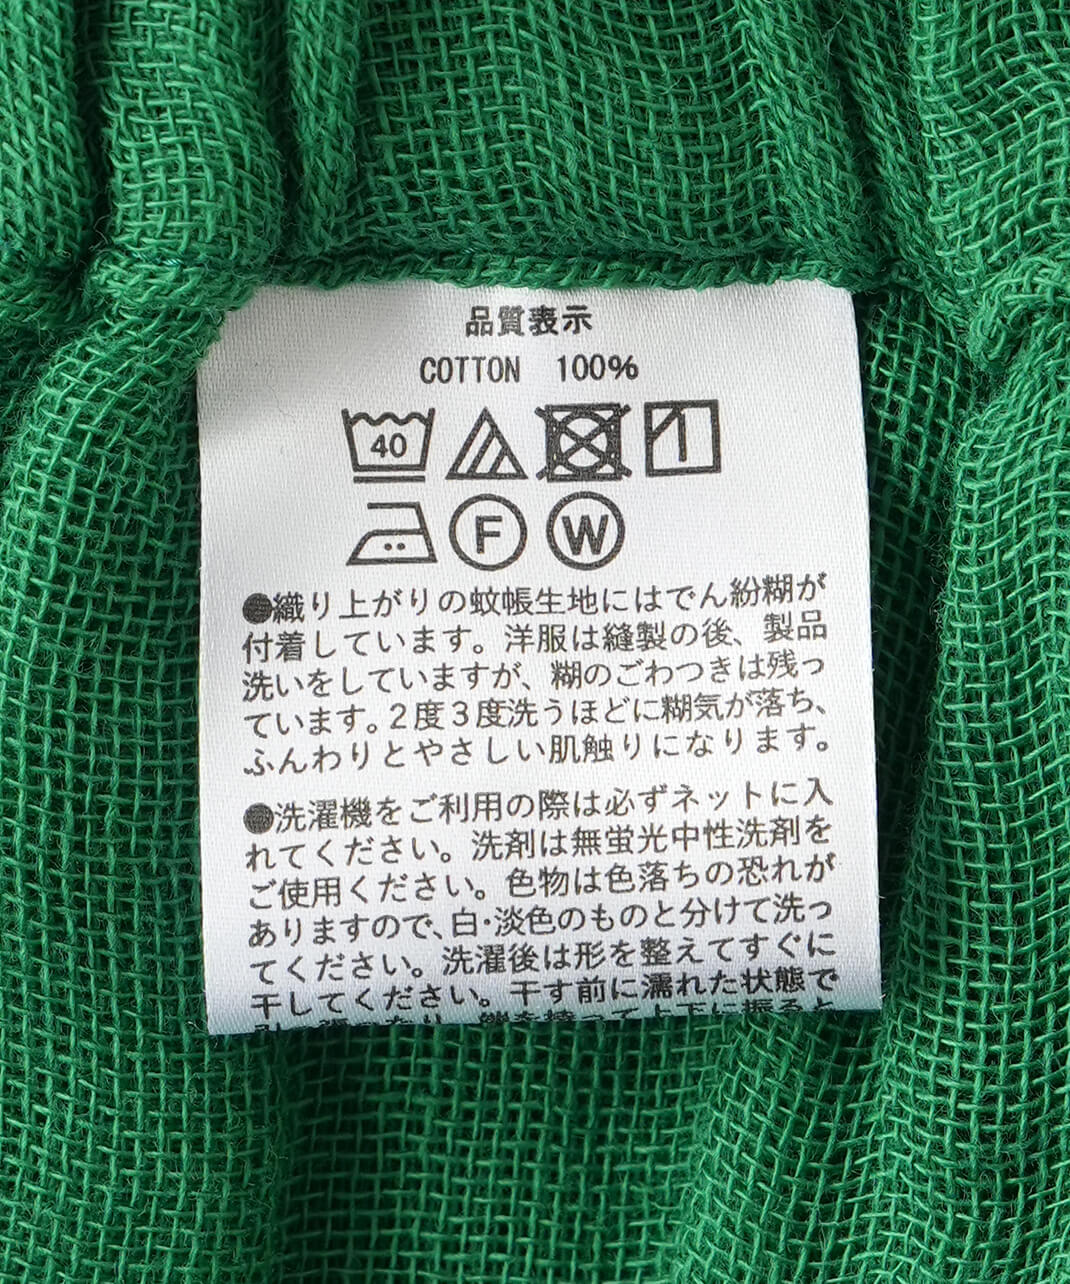 品質表示
COTTON 100%
40
F W
●織り上がりの蚊帳生地にはでん紛糊が
付着しています。洋服は縫製の後、製品
洗いをしていますが、糊のごわつきは残っ
ています。2度3度洗うほどに糊気が落ち、
ふんわりとやさしい肌触りになります。
●洗濯機をご利用の際は必ずネットに入
れてください。洗剤は無蛍光中性洗剤を
ご使用ください。色物は色落ちの恐れが
ありますので、白・淡色のものと分けて洗っ
てください。洗濯後は形を整えてすぐに
干してください。干す前に濡れた状態で